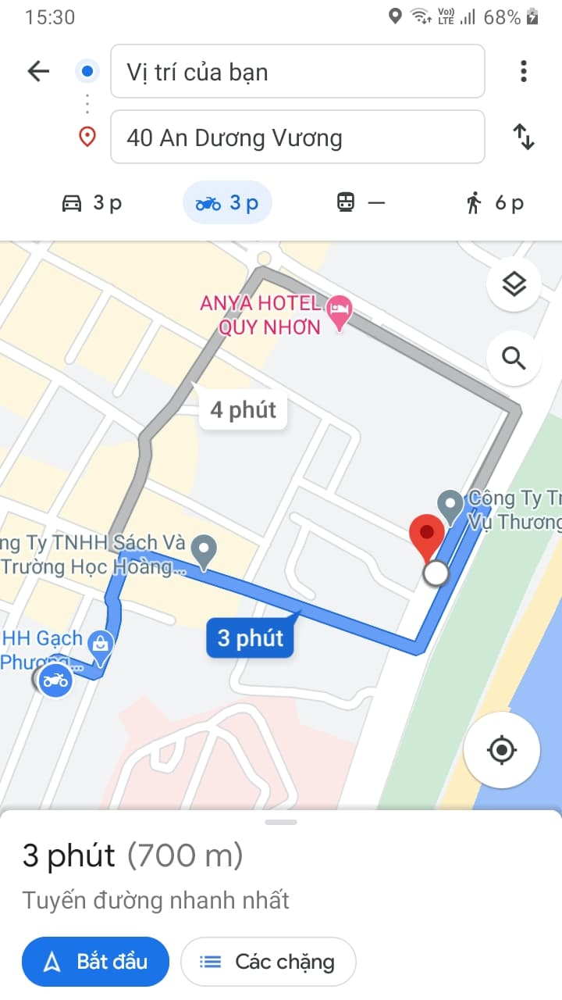 15:30
Vo))
LTE
68%
Vị trí của bạn
40 An Dương Vương
3 p
3 p
—
6 p
ANYA HOTEL
QUY NHƠN
4 phút
Công Ty Tr
Vụ Thương
ng Ty TNHH Sách Và
Trường Học Hoàng...
HH Gạch
Phương...
3 phút
3 phút (700 m)
Tuyến đường nhanh nhất
Bắt đầu
Các chặng